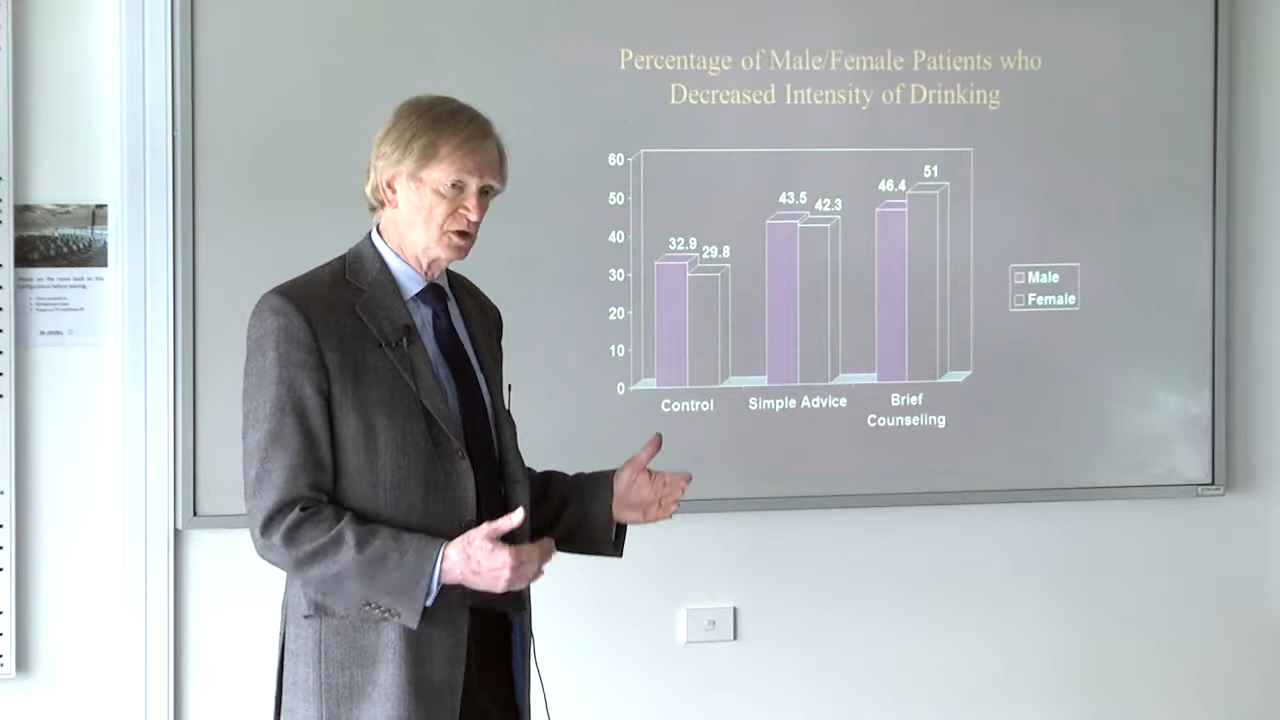 Percentage of Male/Female Patients who
Decreased Intensity of Drinking
60
50
40
30
20
10
0
32.9
29.8
43.5
42.3
46.4
51
Control
Simple Advice
Brief
Counseling
Male
Female